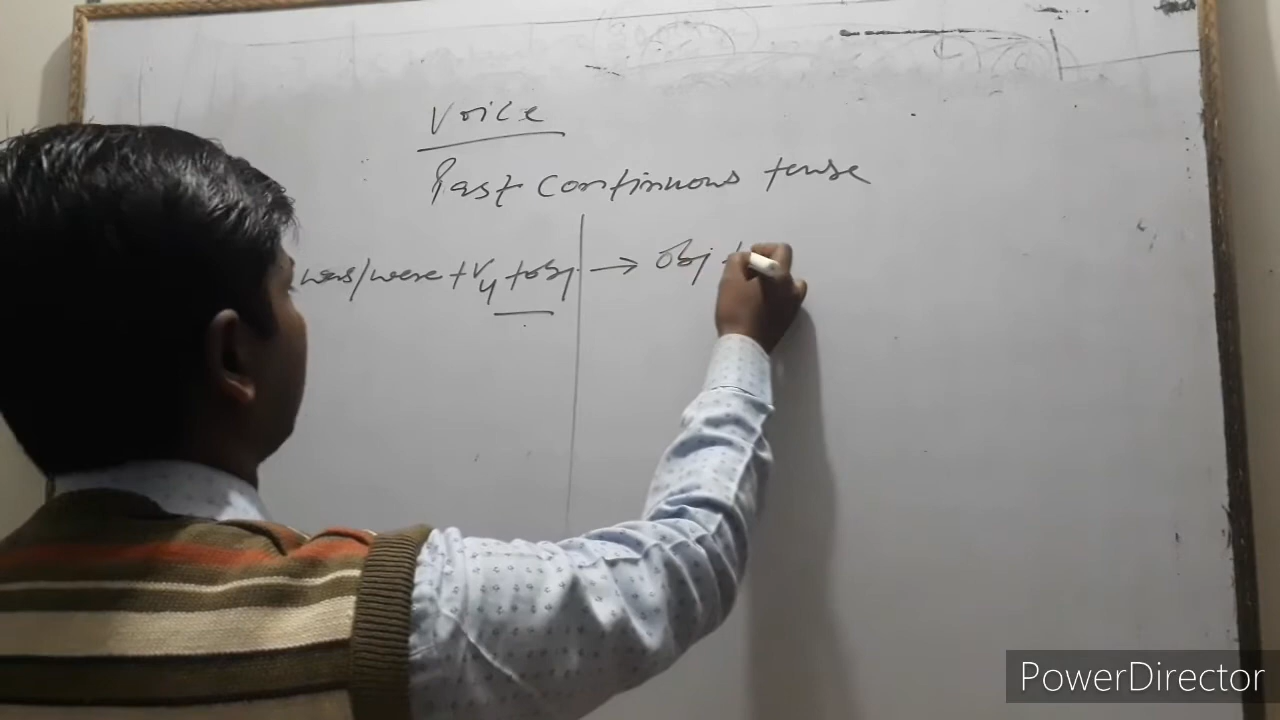 Voice
Past continuous tense
was/were + V4 + obj → obj +
PowerDirector